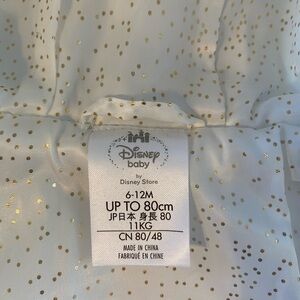 Disney
baby
by
Disney Store
6-12M
UP TO 80cm
JP日本 身長 80
11KG
CN 80/48
MADE IN CHINA
FABRIQUÉ EN CHINE